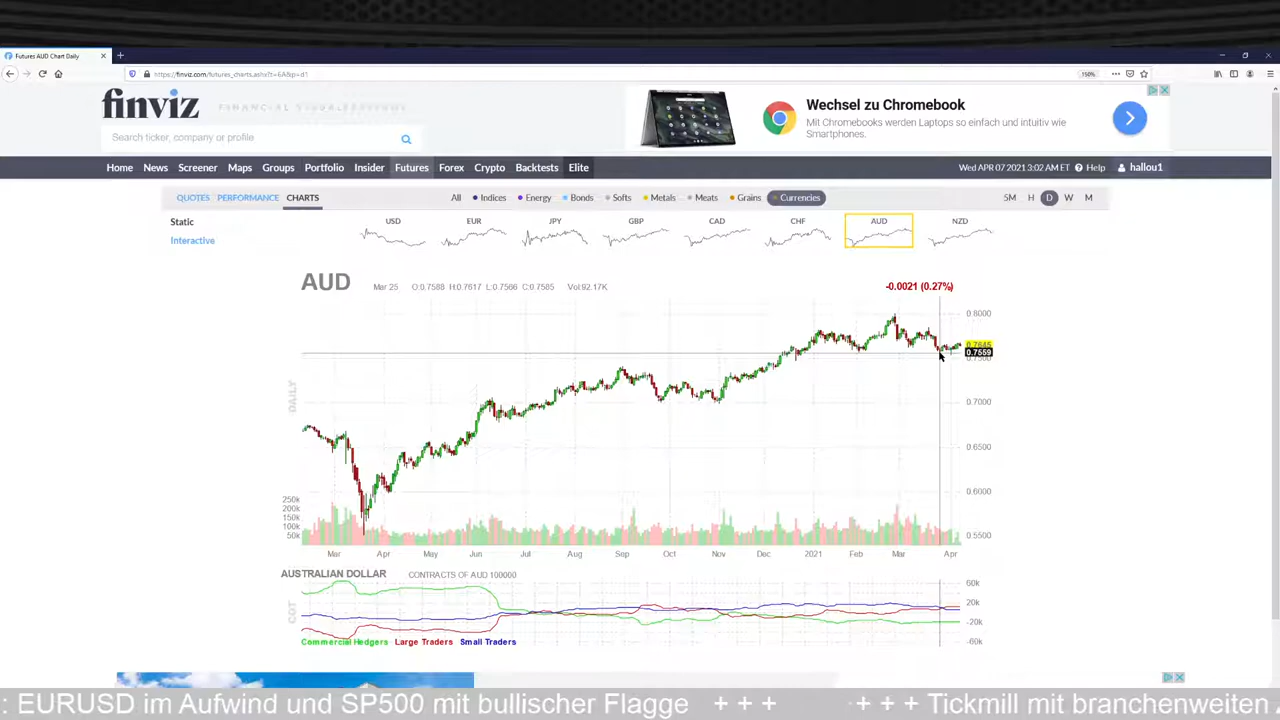 Futures AUD Chart Daily
https://finviz.com/futures_charts.ashx?t=6A&p=d1
150%
finviz
FINANCIAL VISUALIZATIONS
Search ticker, company or profile
Wechsel zu Chromebook
Mit Chromebooks werden Laptops so einfach und intuitiv wie
Smartphones.
Home News Screener Maps Groups Portfolio Insider Futures Forex Crypto Backtests Elite
Wed APR 07 2021 3:02 AM ET Help hallou1
QUOTES PERFORMANCE CHARTS
All Indices Energy Bonds Softs Metals Meats Grains Currencies
5M H D W M
Static
Interactive
USD EUR JPY GBP CAD CHF AUD NZD
AUD
Mar 25 O:0.7588 H:0.7617 L:0.7566 C:0.7585 Vol:92.17K
-0.0021 (0.27%)
0.8000
0.7645
0.7559
0.7500
0.7000
0.6500
0.6000
0.5500
DAILY
250k
200k
150k
100k
50k
Mar Apr May Jun Jul Aug Sep Oct Nov Dec 2021 Feb Mar Apr
AUSTRALIAN DOLLAR CONTRACTS OF AUD 100000
60k
20k
-20k
-60k
COT
Commercial Hedgers Large Traders Small Traders
: EURUSD im Aufwind und SP500 mit bullischer Flagge + + + + + + Tickmill mit branchenweiten